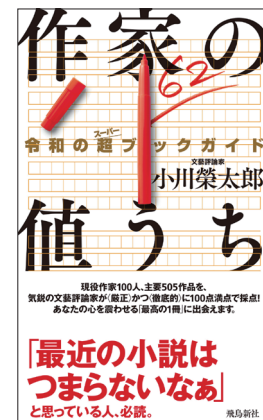 作家の
62
令和の超ブックガイド
スーパー
文藝評論家
小川榮太郎
値うち
現役作家100人、主要505作品を、
気鋭の文藝評論家が〈厳正〉かつ〈徹底的〉に100点満点で採点!
あなたの心を震わせる「最高の1冊」に出会えます。
「最近の小説は
つまらないなぁ」
と思っている人、必読。
飛鳥新社